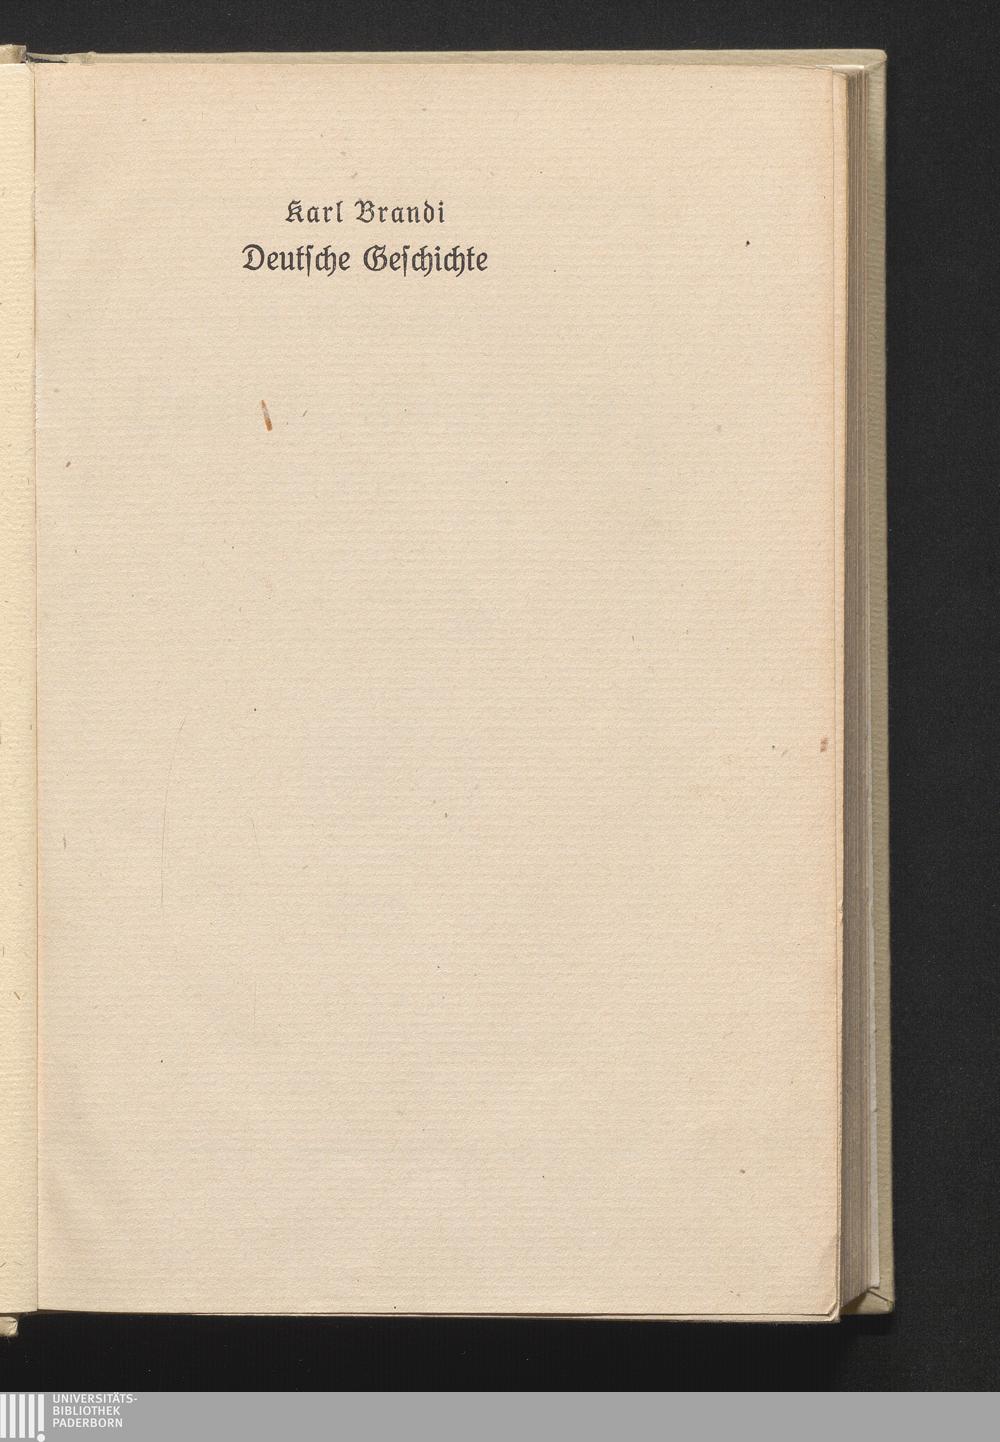 Karl Brandi
Deutſche Geſchichte
UNIVERSITÄTS-
BIBLIOTHEK
PADERBORN